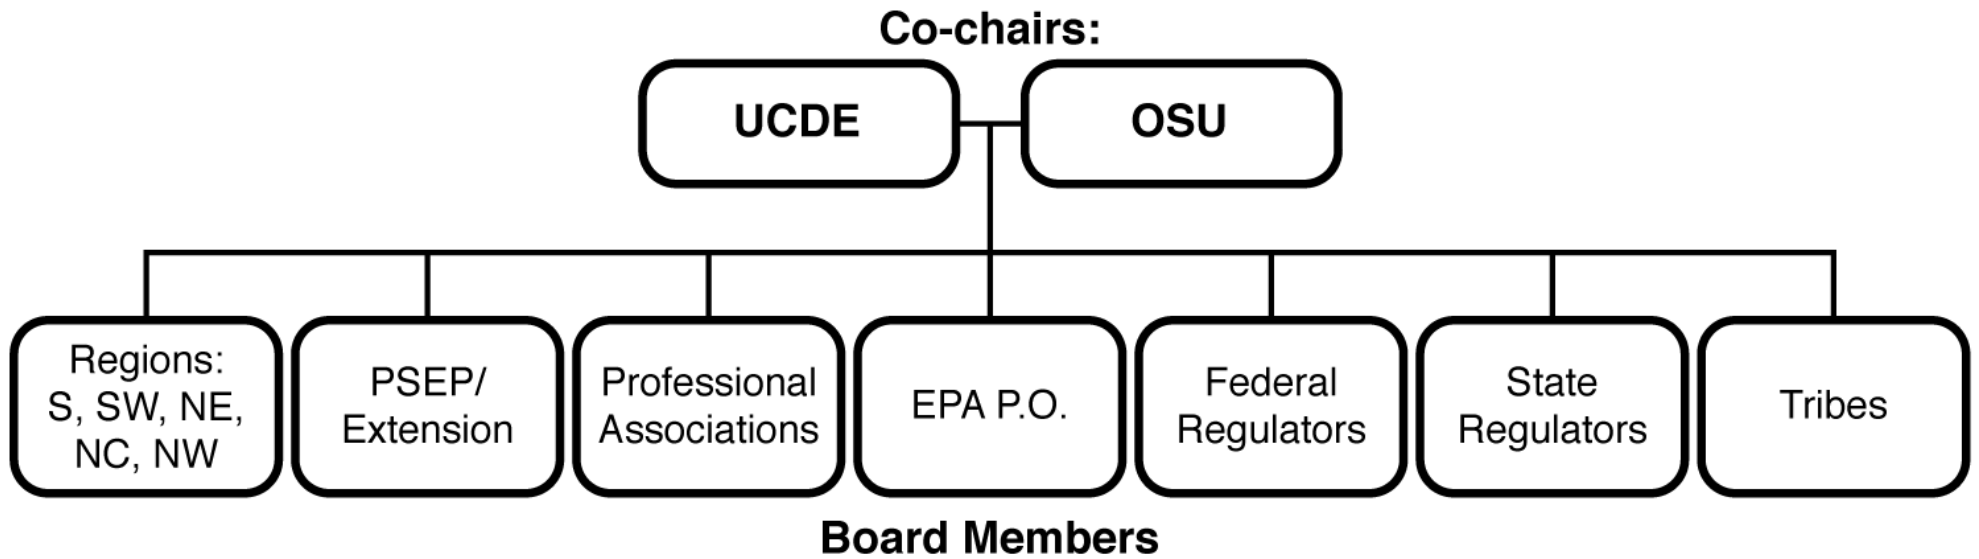 Co-chairs:
UCDE
OSU
Regions:
S, SW, NE,
NC, NW
PSEP/
Extension
Professional
Associations
EPA P.O.
Federal
Regulators
State
Regulators
Tribes
Board Members